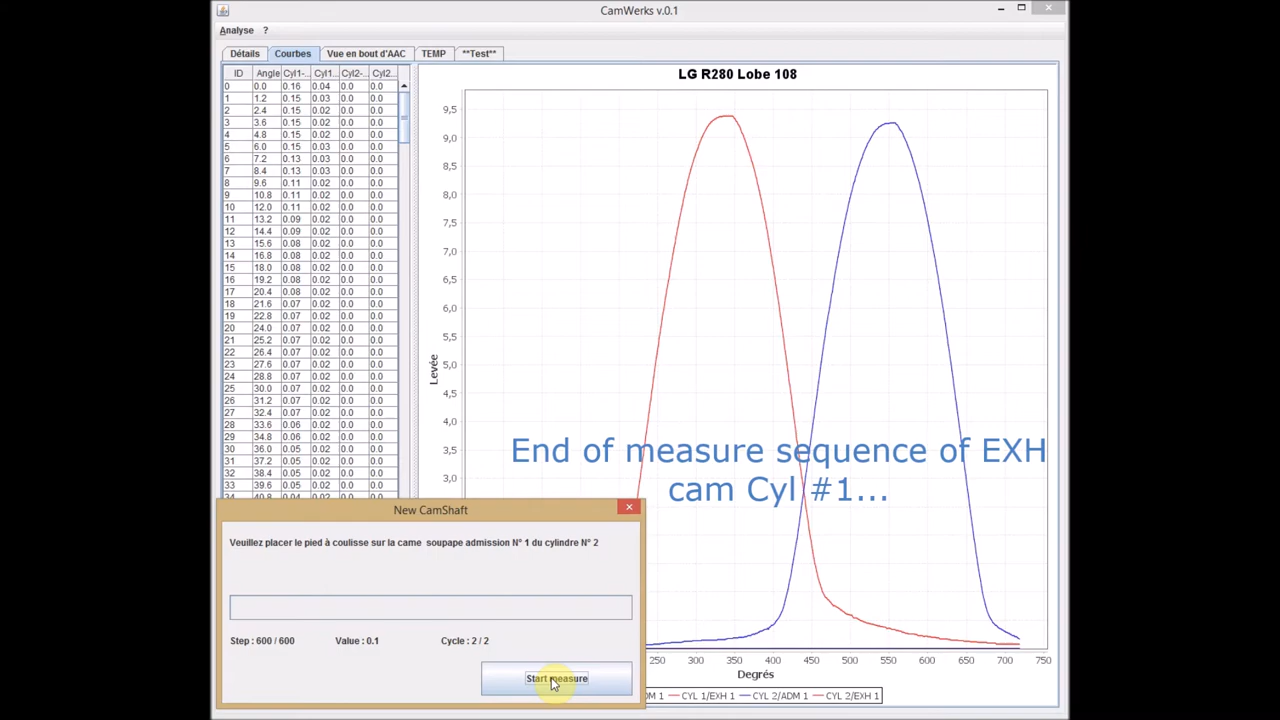 CamWerks v.0.1
Analyse ?
Détails Courbes Vue en bout d'AAC TEMP **Test**
ID Angle Cyl1-... Cyl1... Cyl2-... Cyl2...
0 0.0 0.16 0.04 0.0 0.0
1 1.2 0.15 0.03 0.0 0.0
2 2.4 0.15 0.02 0.0 0.0
3 3.6 0.15 0.02 0.0 0.0
4 4.8 0.15 0.02 0.0 0.0
5 6.0 0.15 0.03 0.0 0.0
6 7.2 0.13 0.03 0.0 0.0
7 8.4 0.13 0.03 0.0 0.0
8 9.6 0.11 0.02 0.0 0.0
9 10.8 0.11 0.02 0.0 0.0
10 12.0 0.11 0.02 0.0 0.0
11 13.2 0.09 0.02 0.0 0.0
12 14.4 0.09 0.02 0.0 0.0
13 15.6 0.08 0.02 0.0 0.0
14 16.8 0.08 0.02 0.0 0.0
15 18.0 0.08 0.02 0.0 0.0
16 19.2 0.08 0.02 0.0 0.0
17 20.4 0.08 0.02 0.0 0.0
18 21.6 0.07 0.02 0.0 0.0
19 22.8 0.07 0.02 0.0 0.0
20 24.0 0.07 0.02 0.0 0.0
21 25.2 0.07 0.02 0.0 0.0
22 26.4 0.07 0.02 0.0 0.0
23 27.6 0.07 0.02 0.0 0.0
24 28.8 0.07 0.02 0.0 0.0
25 30.0 0.07 0.02 0.0 0.0
26 31.2 0.07 0.02 0.0 0.0
27 32.4 0.07 0.02 0.0 0.0
28 33.6 0.06 0.02 0.0 0.0
29 34.8 0.06 0.02 0.0 0.0
30 36.0 0.05 0.02 0.0 0.0
31 37.2 0.05 0.02 0.0 0.0
32 38.4 0.05 0.02 0.0 0.0
33 39.6 0.05 0.02 0.0 0.0
34 40.8 0.04 0.02 0.0 0.0
LG R280 Lobe 108
9,5
9,0
8,5
8,0
7,5
7,0
6,5
6,0
5,5
5,0
4,5
4,0
3,5
3,0
Levée
End of measure sequence of EXH
cam Cyl #1...
250 300 350 400 450 500 550 600 650 700 750
Degrés
DM 1 CYL 1/EXH 1 CYL 2/ADM 1 CYL 2/EXH 1
New CamShaft
Veuillez placer le pied à coulisse sur la came soupape admission N° 1 du cylindre N° 2
Step : 600 / 600 Value : 0.1 Cycle : 2 / 2
Start measure